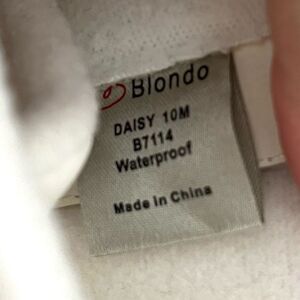 Blondo
DAISY 10M
B7114
Waterproof
Made in China